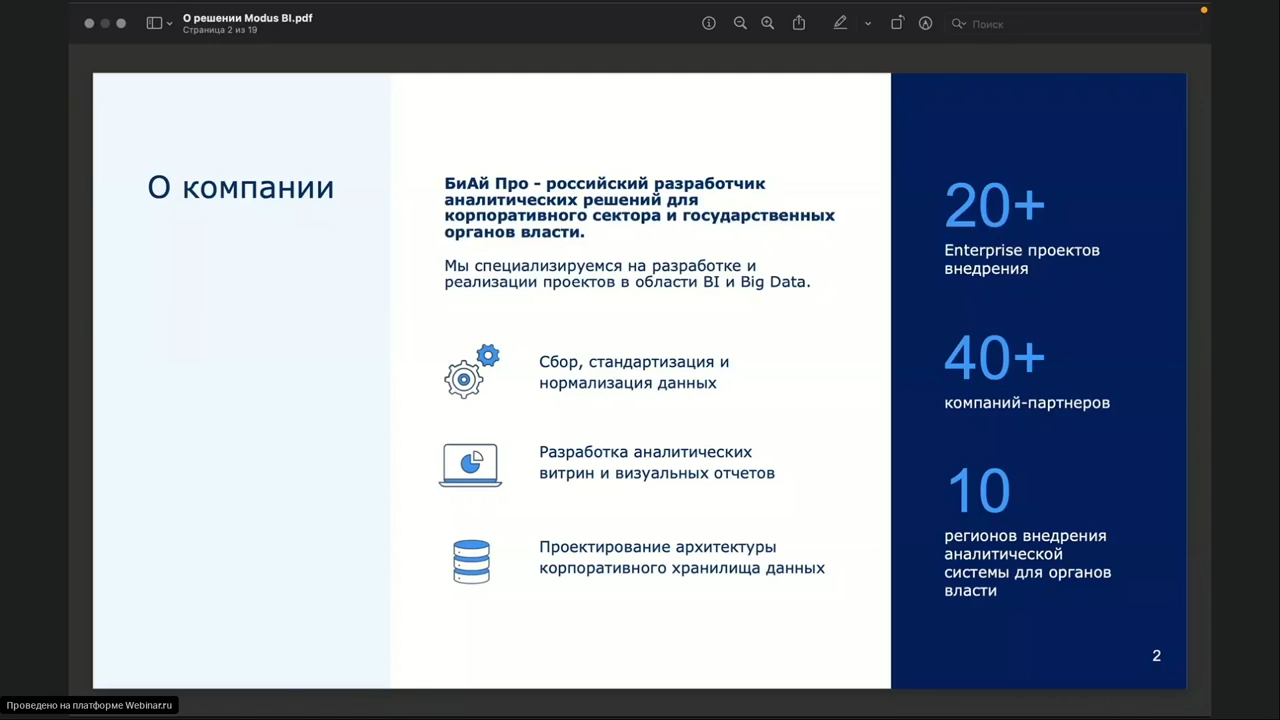 О решении Modus BI.pdf
Страница 2 из 19
Поиск
О компании
БиАй Про - российский разработчик
аналитических решений для
корпоративного сектора и государственных
органов власти.
Мы специализируемся на разработке и
реализации проектов в области BI и Big Data.
Сбор, стандартизация и
нормализация данных
Разработка аналитических
витрин и визуальных отчетов
Проектирование архитектуры
корпоративного хранилища данных
20+
Enterprise проектов
внедрения
40+
компаний-партнеров
10
регионов внедрения
аналитической
системы для органов
власти
2
Проведено на платформе Webinar.ru